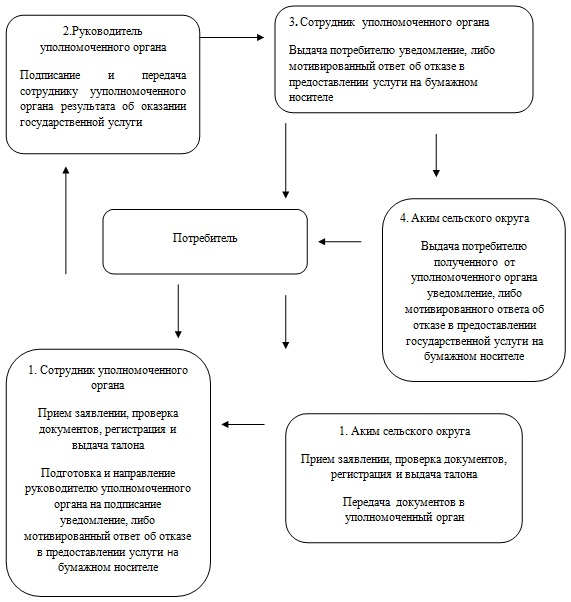 2.Руководитель
уполномоченного органа
Подписание и передача
сотруднику ууполномоченного
органа результата об оказании
государственной услуги
3. Сотрудник уполномоченного органа
Выдача потребителю уведомление, либо
мотивированный ответ об отказе в
предоставлении услуги на бумажном
носителе
Потребитель
4. Аким сельского округа
Выдача потребителю
полученного от
уполномоченного органа
уведомление, либо
мотивированного ответа об
отказе в предоставлении
государственной услуги на
бумажном носителе
1. Сотрудник уполномоченного
органа
Прием заявлении, проверка
документов, регистрация и
выдача талона
Подготовка и направление
руководителю уполномоченного
органа на подписание
уведомление, либо
мотивированный ответ об отказе
в предоставлении услуги на
бумажном носителе
1. Аким сельского округа
Прием заявлении, проверка документов,
регистрация и выдача талона
Передача документов в
уполномоченный орган